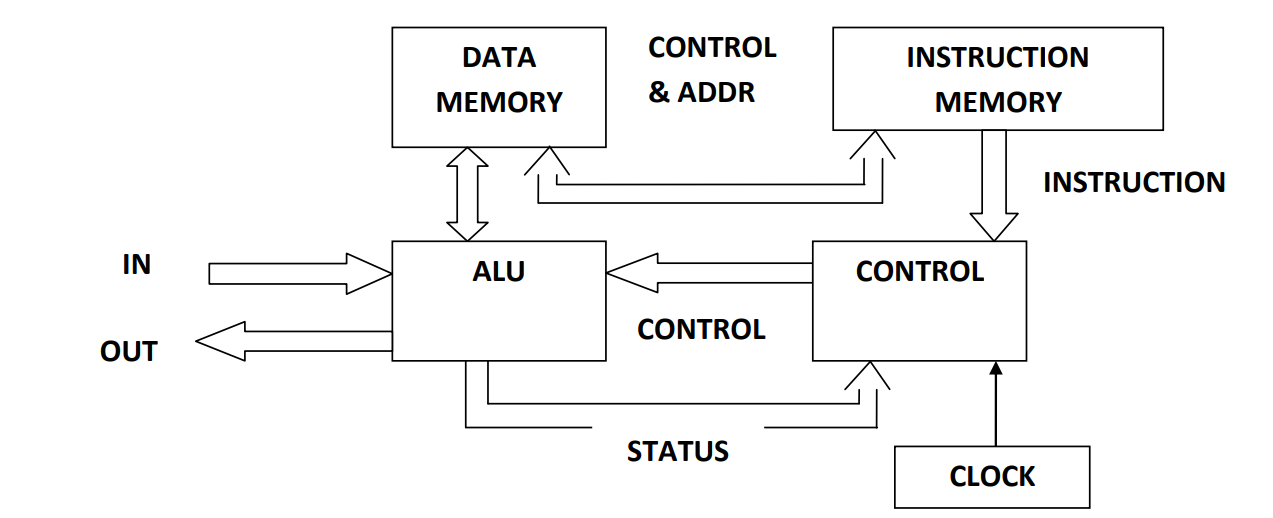 DATA
MEMORY
CONTROL
& ADDR
INSTRUCTION
MEMORY
INSTRUCTION
IN
ALU
CONTROL
CONTROL
OUT
STATUS
CLOCK